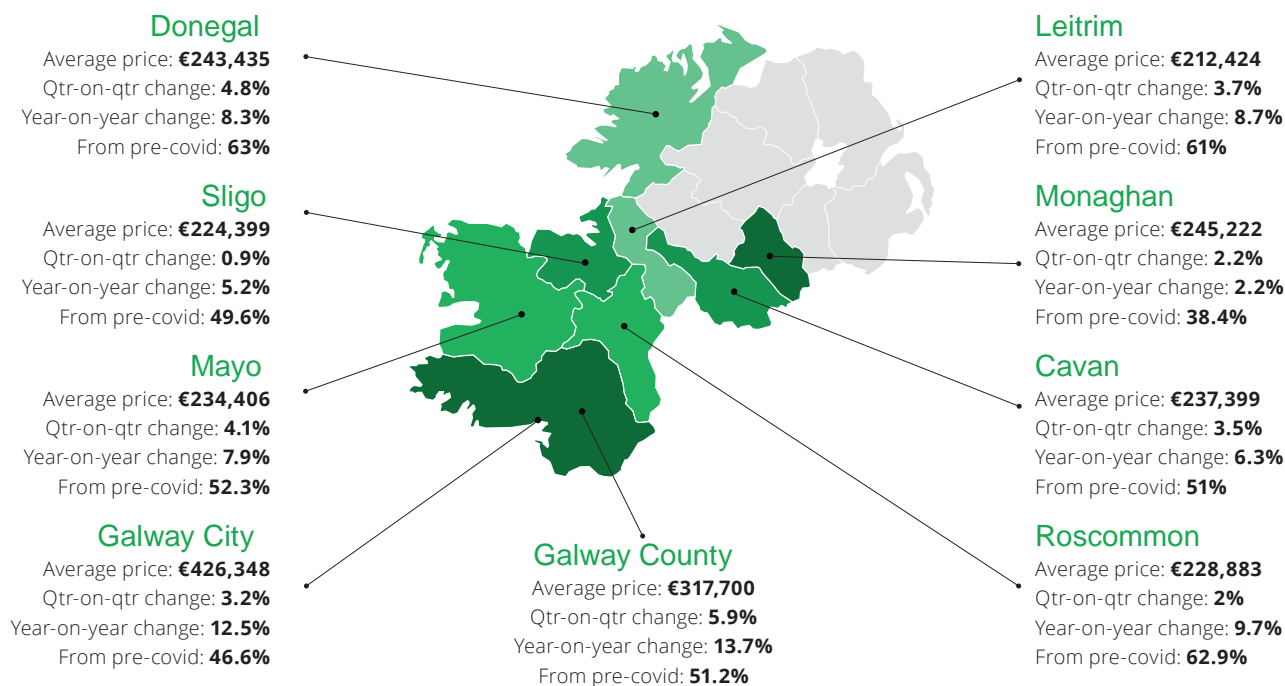 Donegal
Average price: €243,435
Qtr-on-qtr change: 4.8%
Year-on-year change: 8.3%
From pre-covid: 63%
Sligo
Average price: €224,399
Qtr-on-qtr change: 0.9%
Year-on-year change: 5.2%
From pre-covid: 49.6%
Mayo
Average price: €234,406
Qtr-on-qtr change: 4.1%
Year-on-year change: 7.9%
From pre-covid: 52.3%
Galway City
Average price: €426,348
Qtr-on-qtr change: 3.2%
Year-on-year change: 12.5%
From pre-covid: 46.6%
Galway County
Average price: €317,700
Qtr-on-qtr change: 5.9%
Year-on-year change: 13.7%
From pre-covid: 51.2%
Leitrim
Average price: €212,424
Qtr-on-qtr change: 3.7%
Year-on-year change: 8.7%
From pre-covid: 61%
Monaghan
Average price: €245,222
Qtr-on-qtr change: 2.2%
Year-on-year change: 2.2%
From pre-covid: 38.4%
Cavan
Average price: €237,399
Qtr-on-qtr change: 3.5%
Year-on-year change: 6.3%
From pre-covid: 51%
Roscommon
Average price: €228,883
Qtr-on-qtr change: 2%
Year-on-year change: 9.7%
From pre-covid: 62.9%